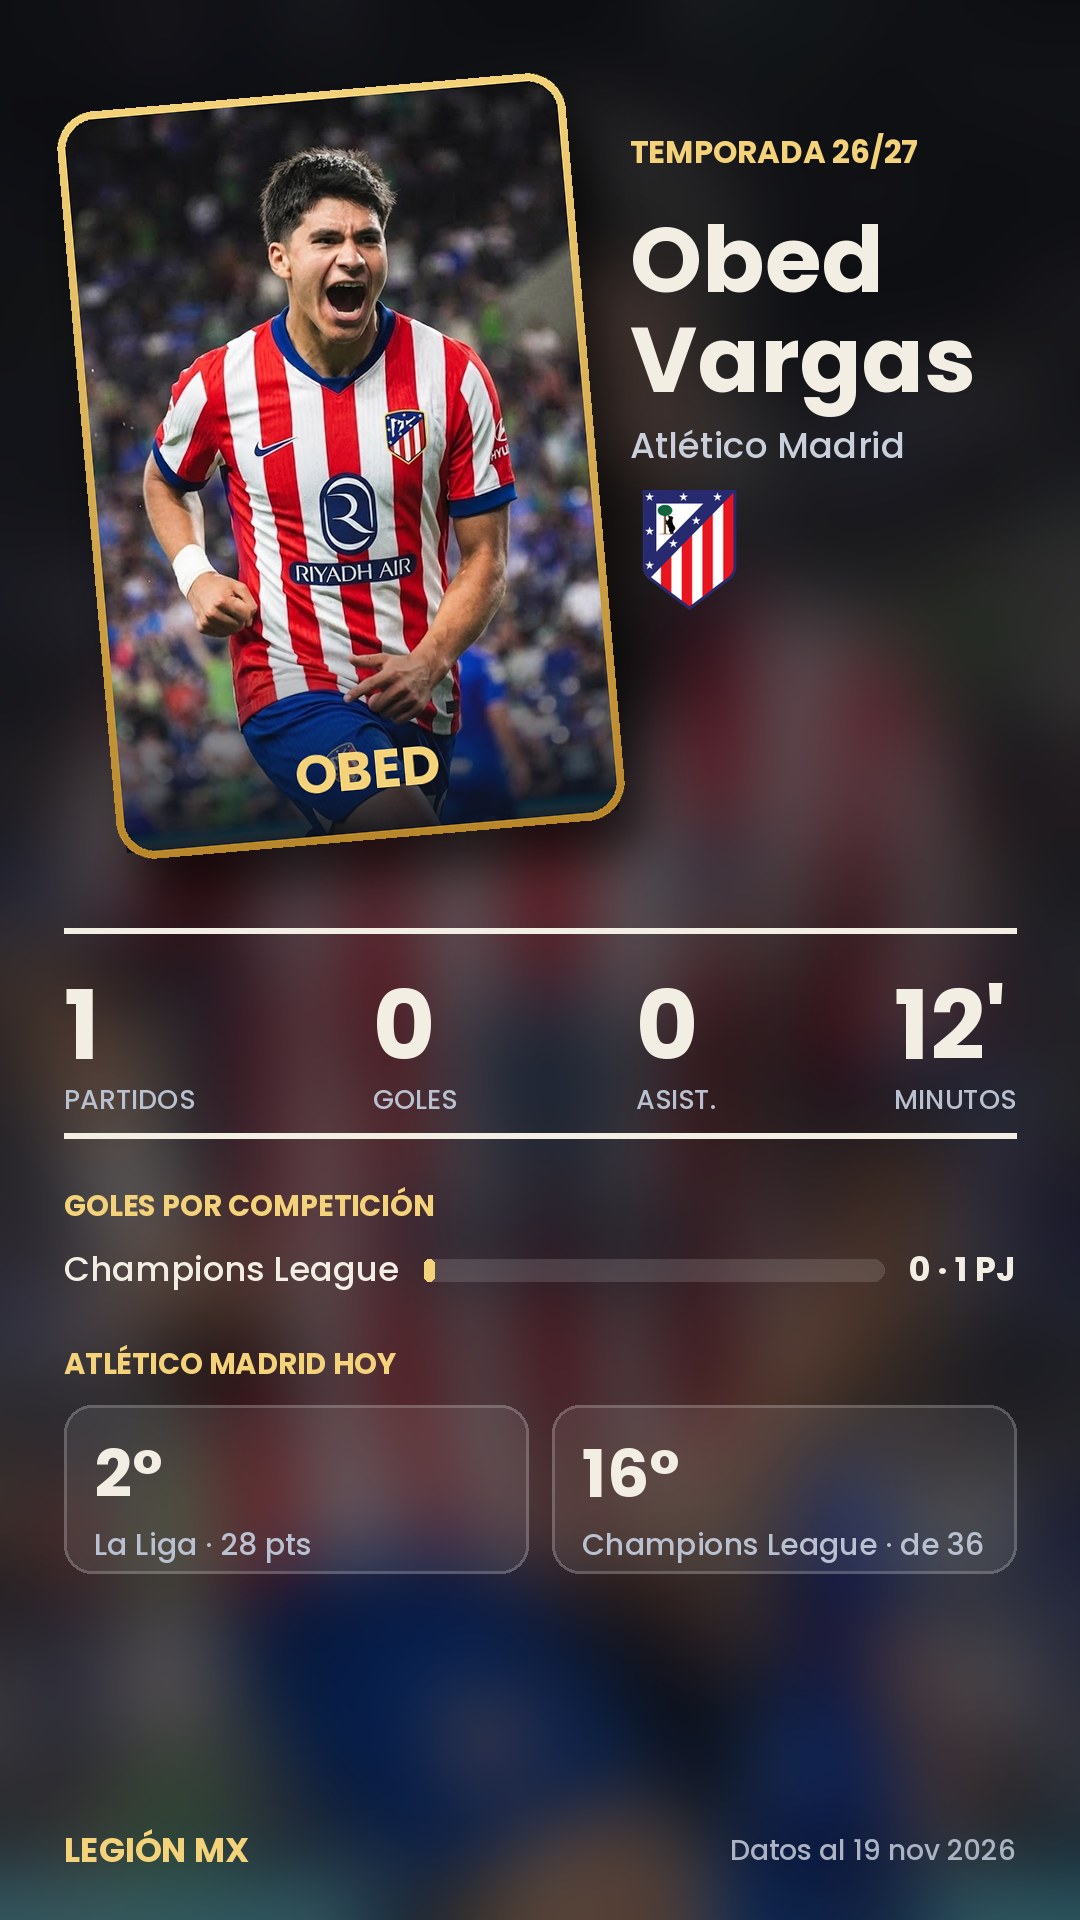 TEMPORADA 26/27
Obed
Vargas
Atlético Madrid
RIYADH AIR
OBED
1
PARTIDOS
0
GOLES
0
ASIST.
12'
MINUTOS
GOLES POR COMPETICIÓN
Champions League 0 · 1 PJ
ATLÉTICO MADRID HOY
2º
La Liga · 28 pts
16º
Champions League · de 36
LEGIÓN MX
Datos al 19 nov 2026